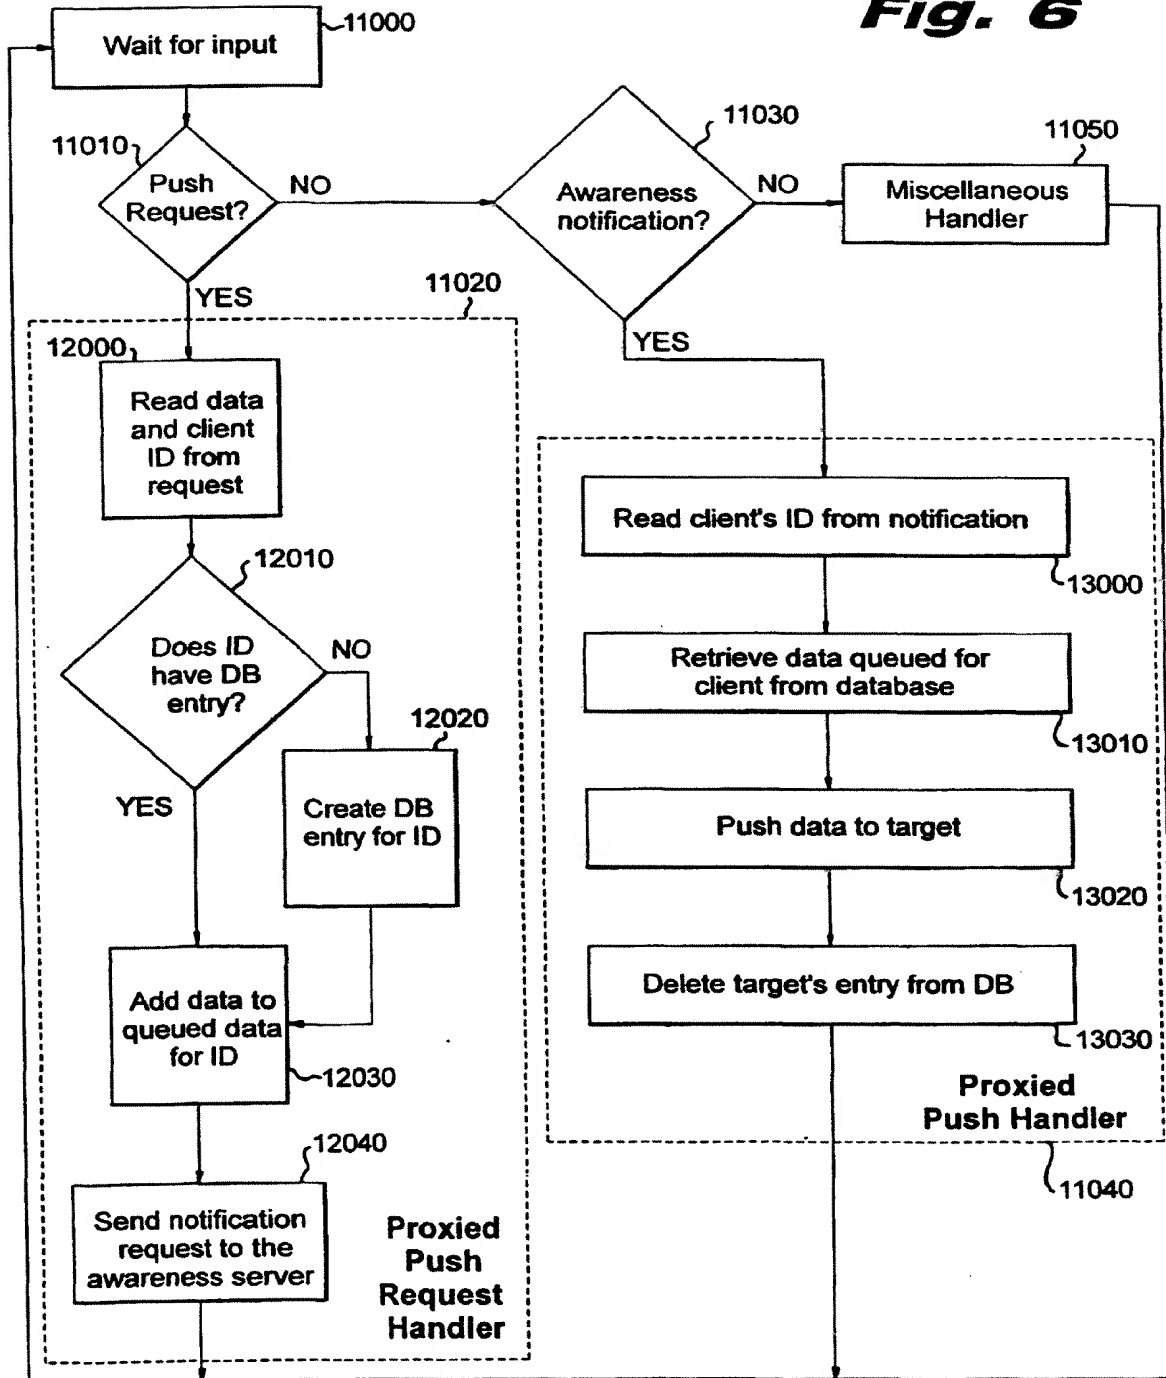 Fig. 6
11000
Wait for input
11010
Push
Request?
NO
YES
11030
Awareness
notification?
NO
YES
11050
Miscellaneous
Handler
11020
12000
Read data
and client
ID from
request
12010
Does ID
have DB
entry?
NO
YES
12020
Create DB
entry for ID
Add data to
queued data
for ID
12030
12040
Send notification
request to the
awareness server
Proxied
Push
Request
Handler
Read client's ID from notification
13000
Retrieve data queued for
client from database
13010
Push data to target
13020
Delete target's entry from DB
13030
Proxied
Push Handler
11040